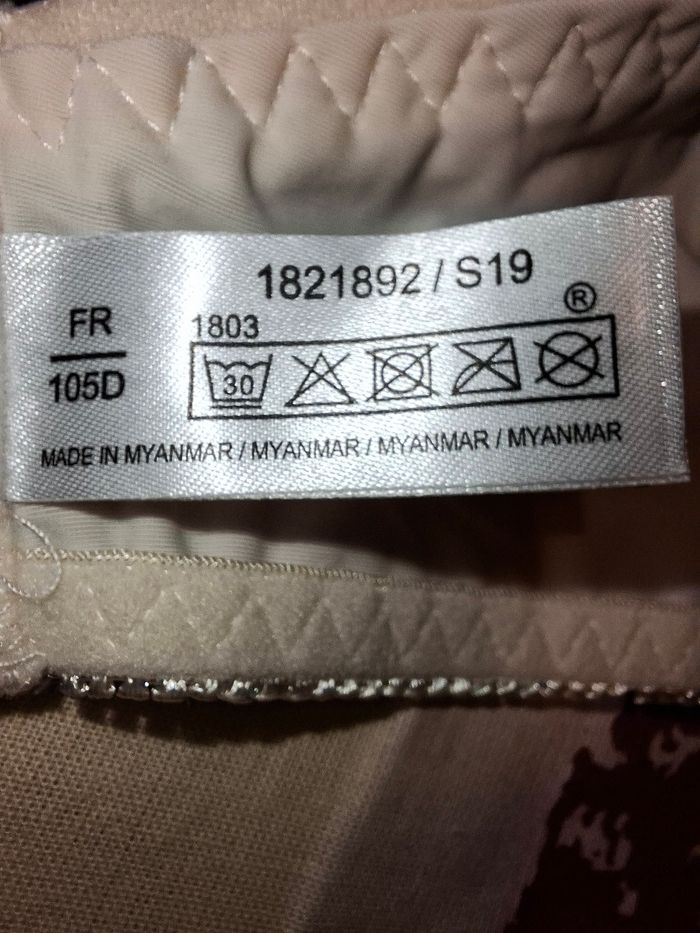 1821892 / S19
FR
105D
1803
®
30
MADE IN MYANMAR / MYANMAR / MYANMAR / MYANMAR